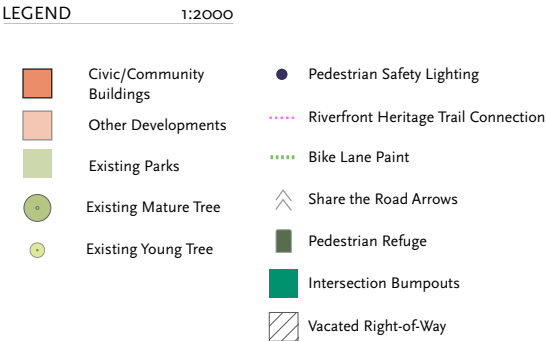 LEGEND 1:2000
Civic/Community
Buildings
Other Developments
Existing Parks
Existing Mature Tree
Existing Young Tree
Pedestrian Safety Lighting
Riverfront Heritage Trail Connection
Bike Lane Paint
Share the Road Arrows
Pedestrian Refuge
Intersection Bumpouts
Vacated Right-of-Way